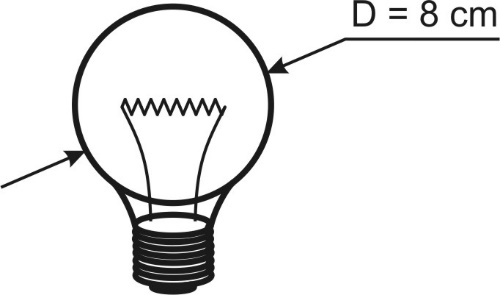 D = 8 cm